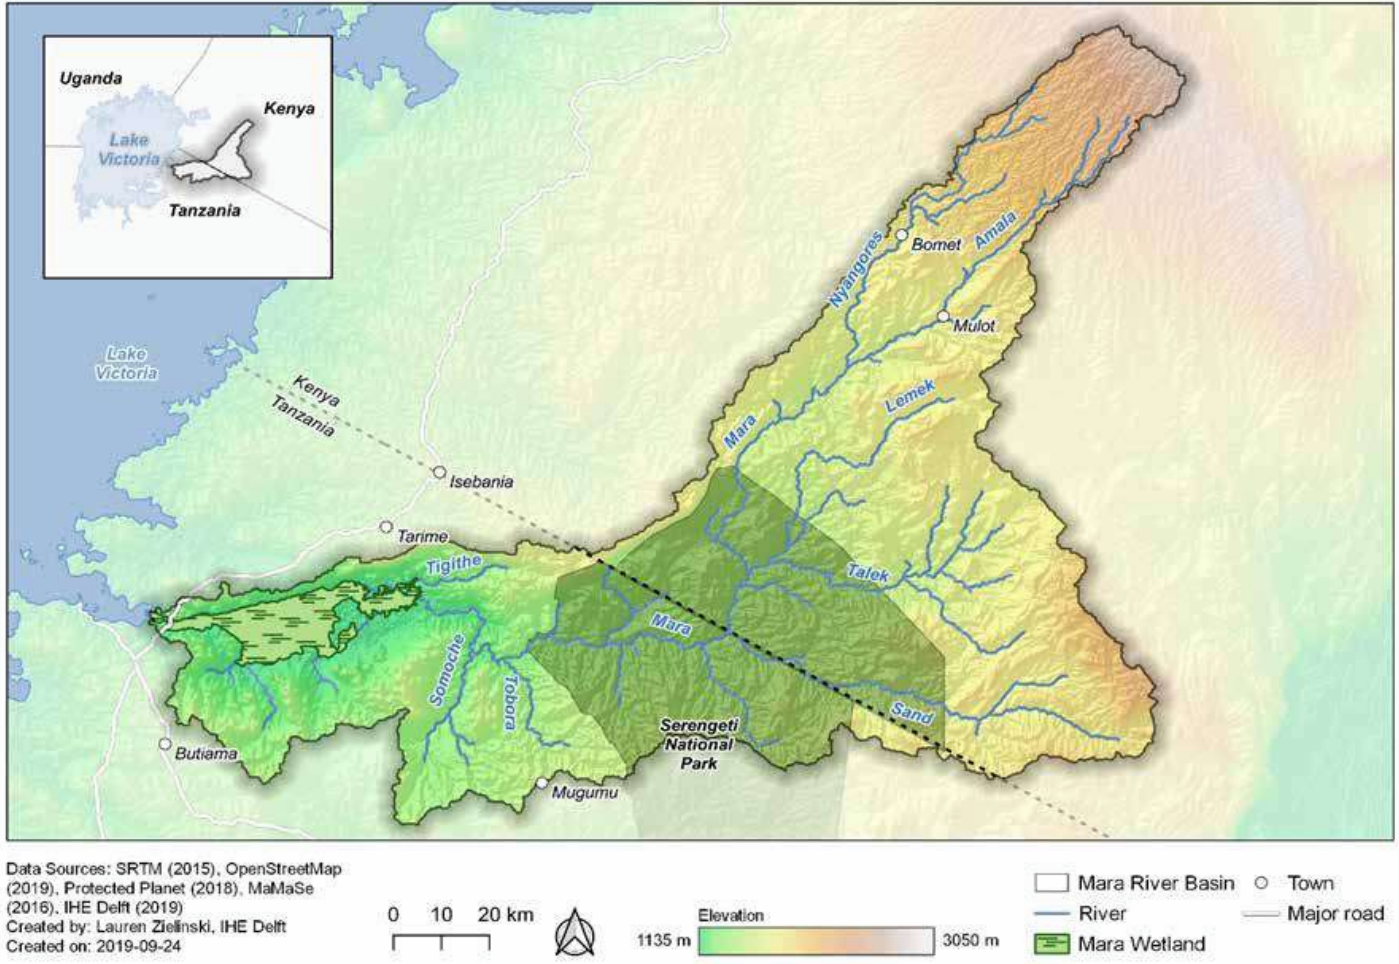 Uganda
Kenya
Lake
Victoria
Tanzania
Bomet
Amala
Nyangores
Mulot
Lake
Victoria
Kenya
Tanzania
Lemek
Mara
Isebania
Tarime
Tigithe
Talek
Mara
Somoche
Tobora
Sand
Serengeti
National
Park
Butiama
Mugumu
Data Sources: SRTM (2015), OpenStreetMap
(2019), Protected Planet (2018), MaMaSe
(2016), IHE Delft (2019)
Created by: Lauren Zielinski, IHE Delft
Created on: 2019-09-24
0 10 20 km
Elevation
1135 m 3050 m
Mara River Basin Town
River Major road
Mara Wetland